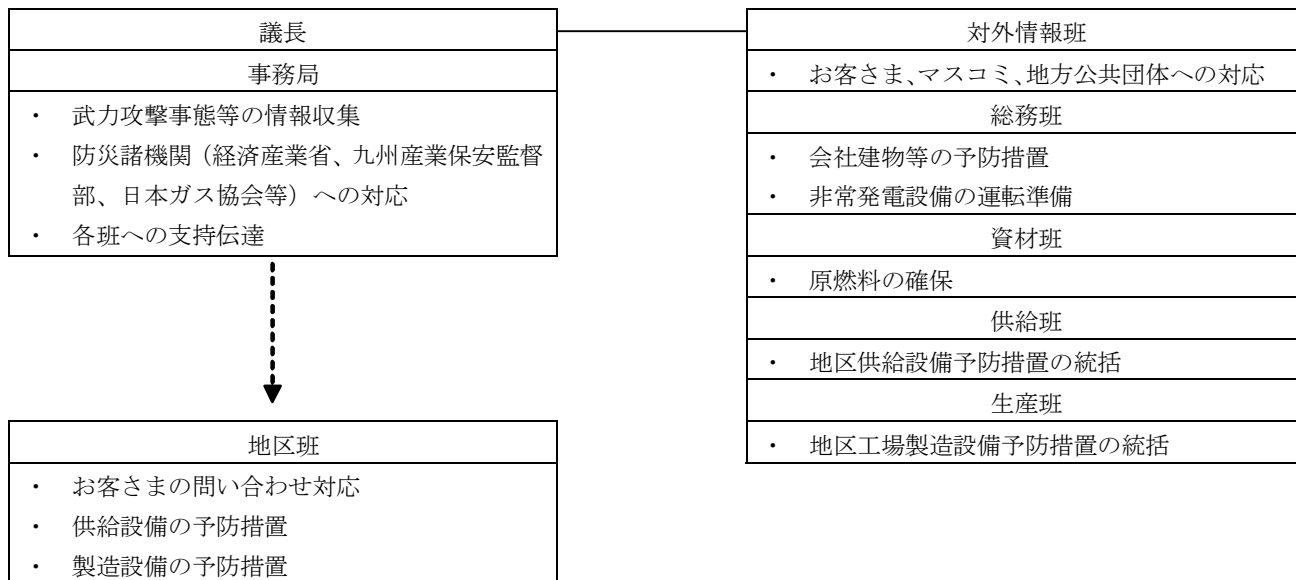 議長
事務局
・ 武力攻撃事態等の情報収集
・ 防災諸機関（経済産業省、九州産業保安監督
部、日本ガス協会等）への対応
・ 各班への支持伝達
対外情報班
・ お客さま、マスコミ、地方公共団体への対応
総務班
・ 会社建物等の予防措置
・ 非常発電設備の運転準備
資材班
・ 原燃料の確保
供給班
・ 地区供給設備予防措置の統括
生産班
・ 地区工場製造設備予防措置の統括
地区班
・ お客さまの問い合わせ対応
・ 供給設備の予防措置
・ 製造設備の予防措置